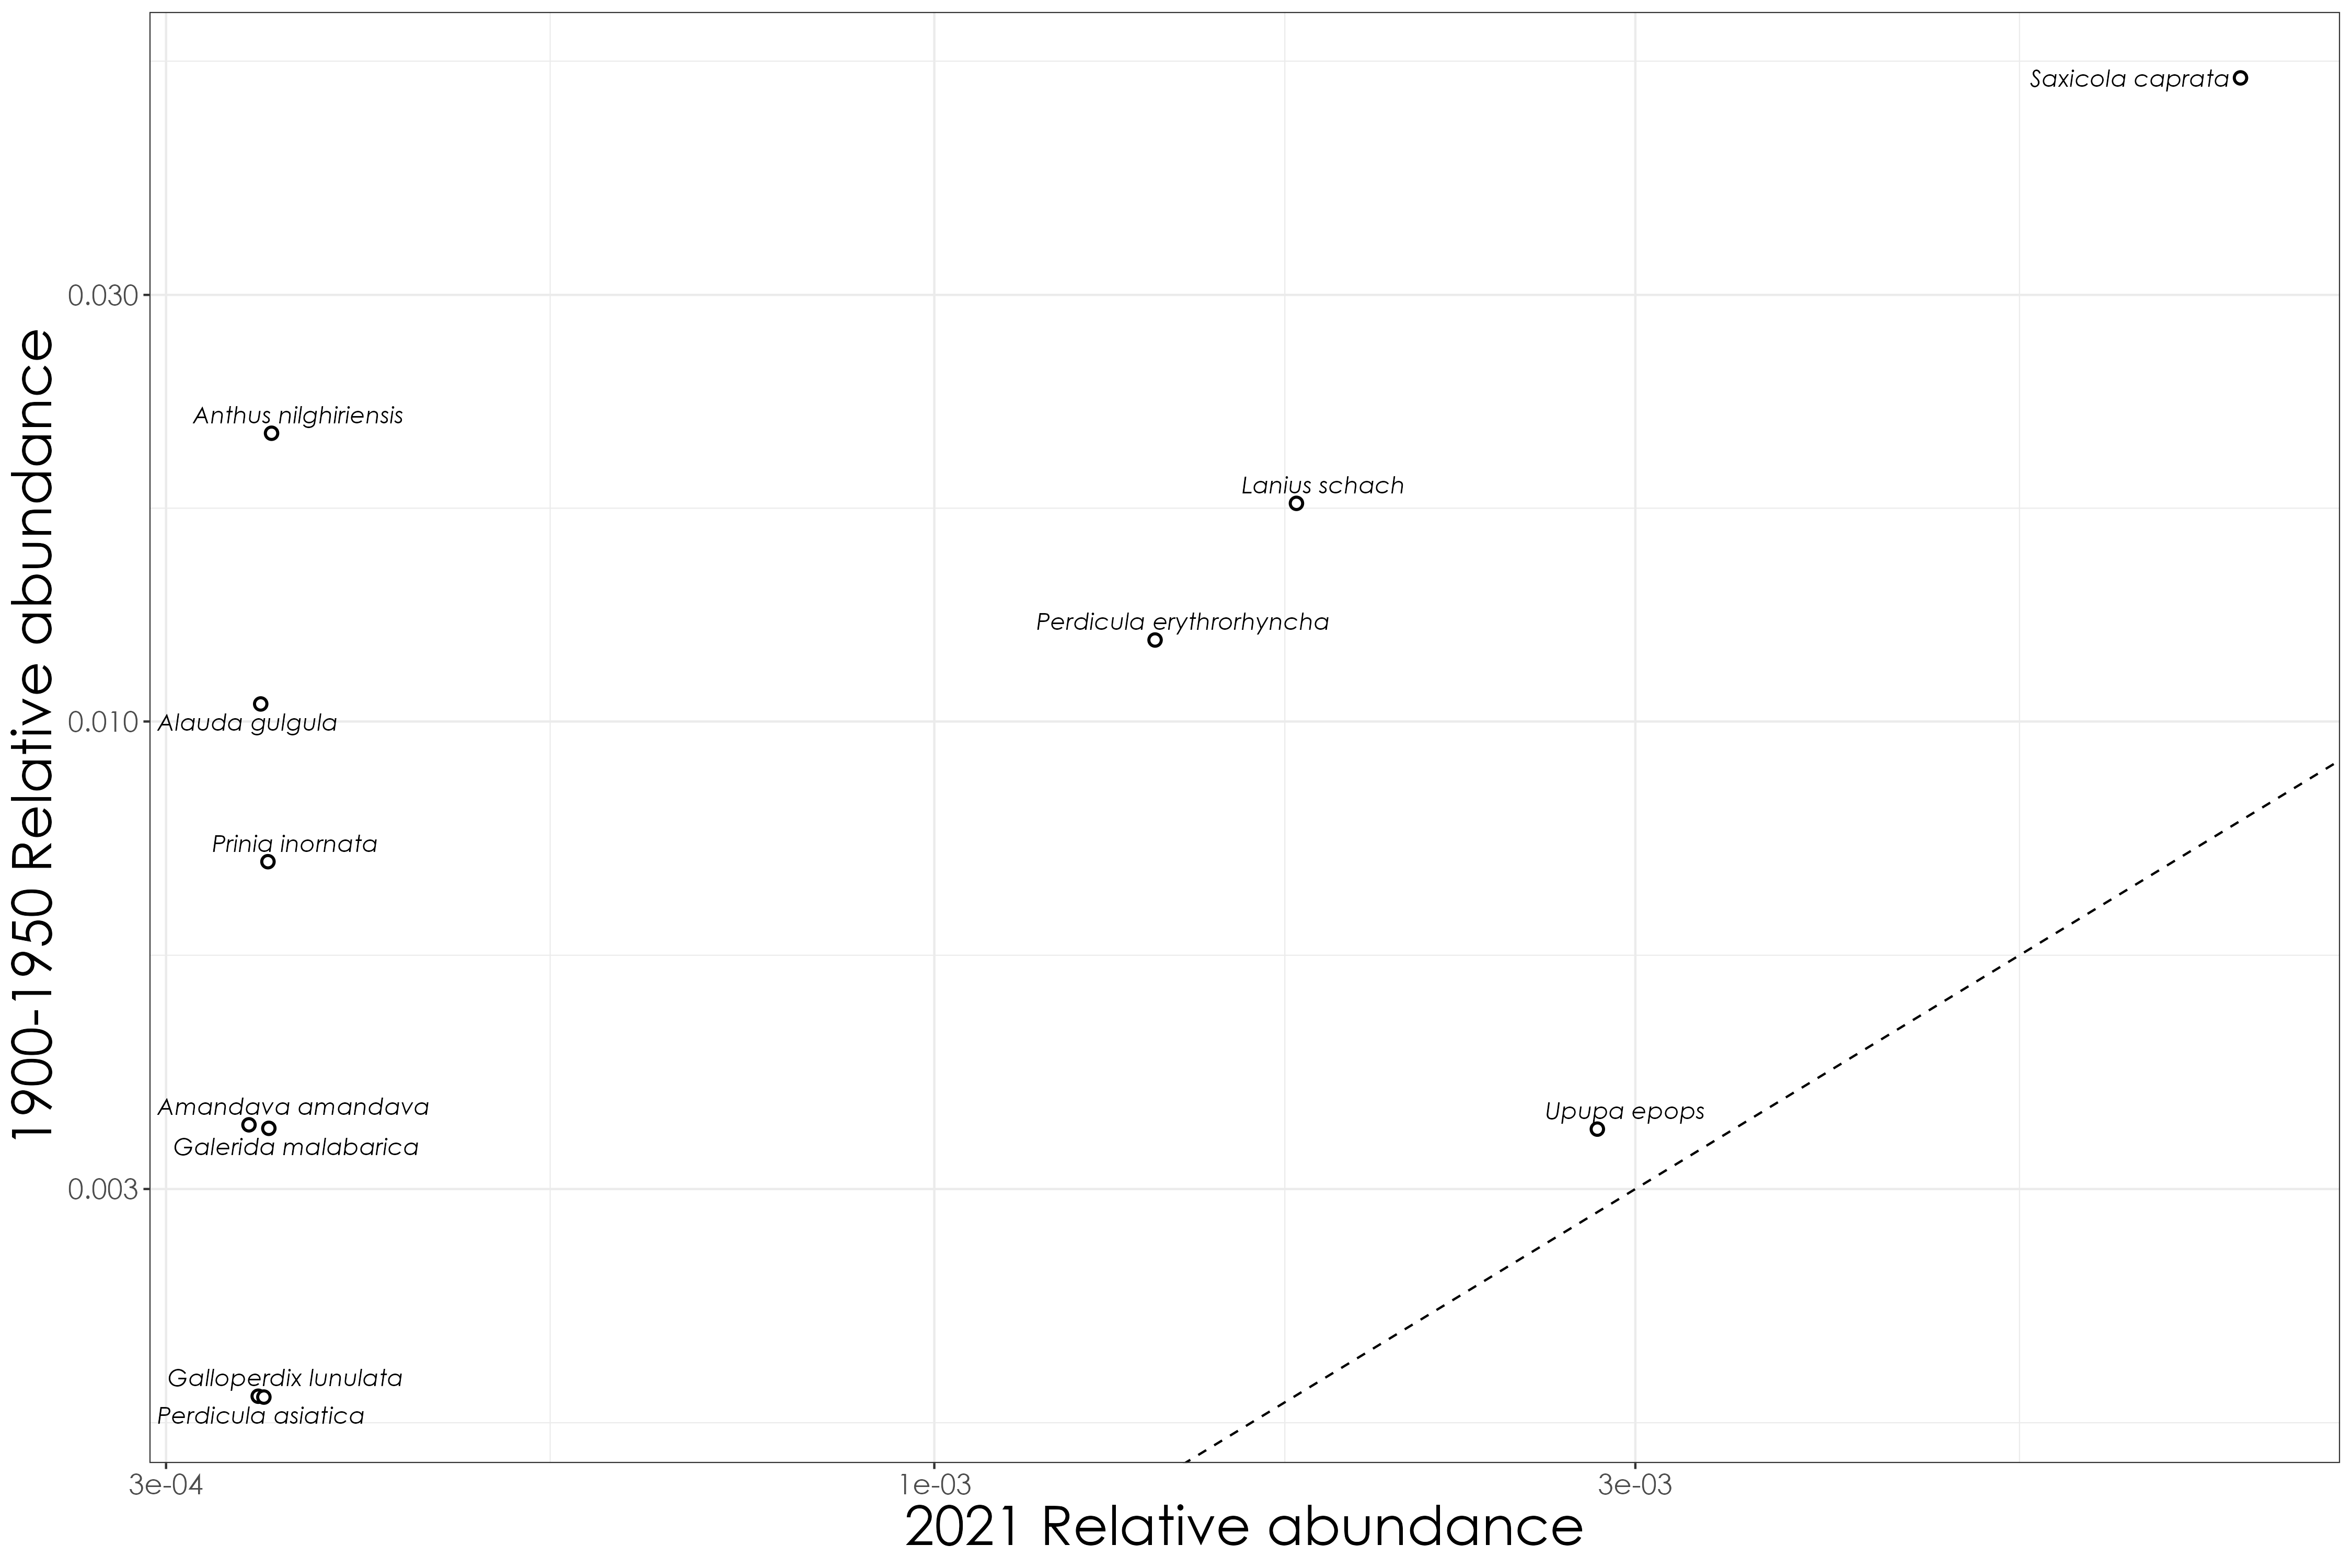 Saxicola caprata
0.030
Anthus nilghiriensis
Lanius schach
Perdicula erythrorhyncha
0.010
Alauda gulgula
Prinia inornata
Amandava amandava
Upupa epops
Galerida malabarica
0.003
Galloperdix lunulata
Perdicula asiatica
3e-04
1e-03
3e-03
2021 Relative abundance
1900-1950 Relative abundance